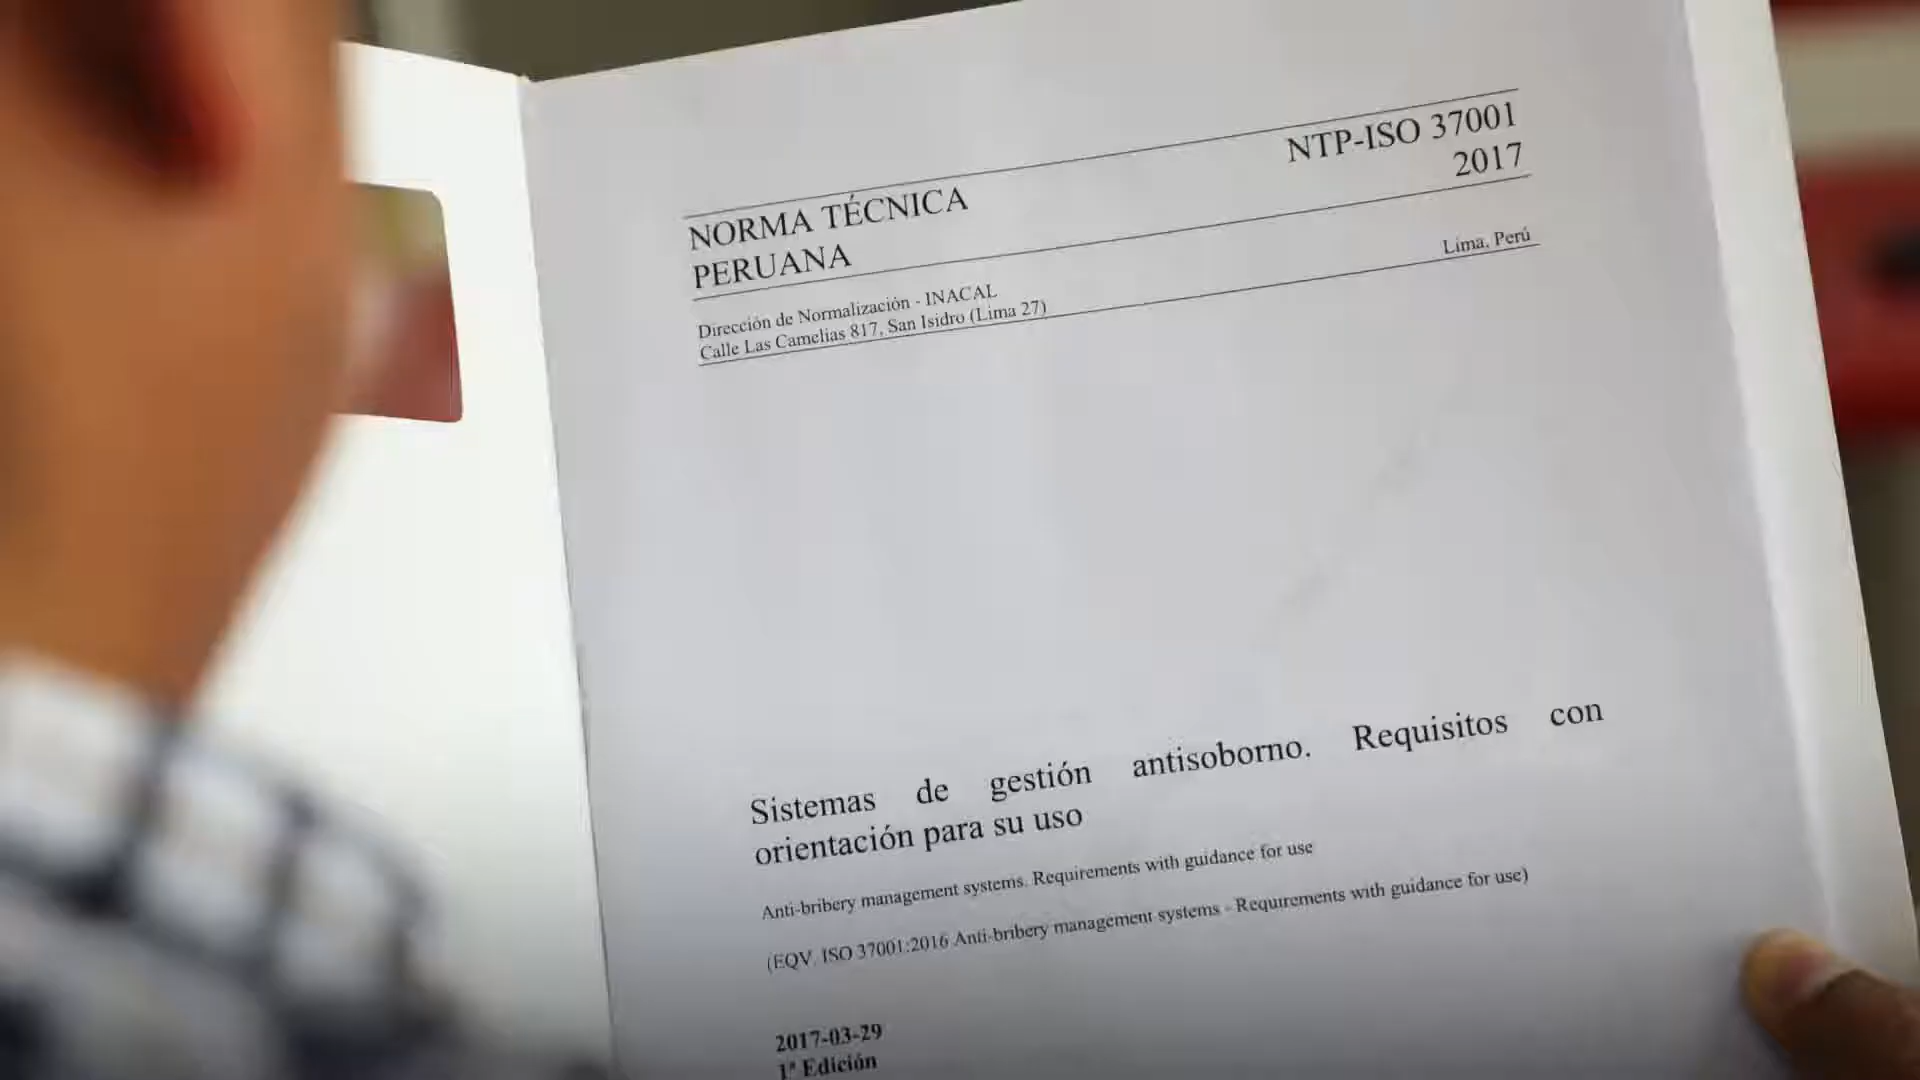 NORMA TÉCNICA
PERUANA
NTP-ISO 37001
2017
Dirección de Normalización - INACAL
Calle Las Camelias 817, San Isidro (Lima 27)
Lima, Perú
Sistemas de gestión antisoborno. Requisitos con
orientación para su uso
Anti-bribery management systems. Requirements with guidance for use
(EQV. ISO 37001:2016 Anti-bribery management systems - Requirements with guidance for use)
2017-03-29
1ª Edición